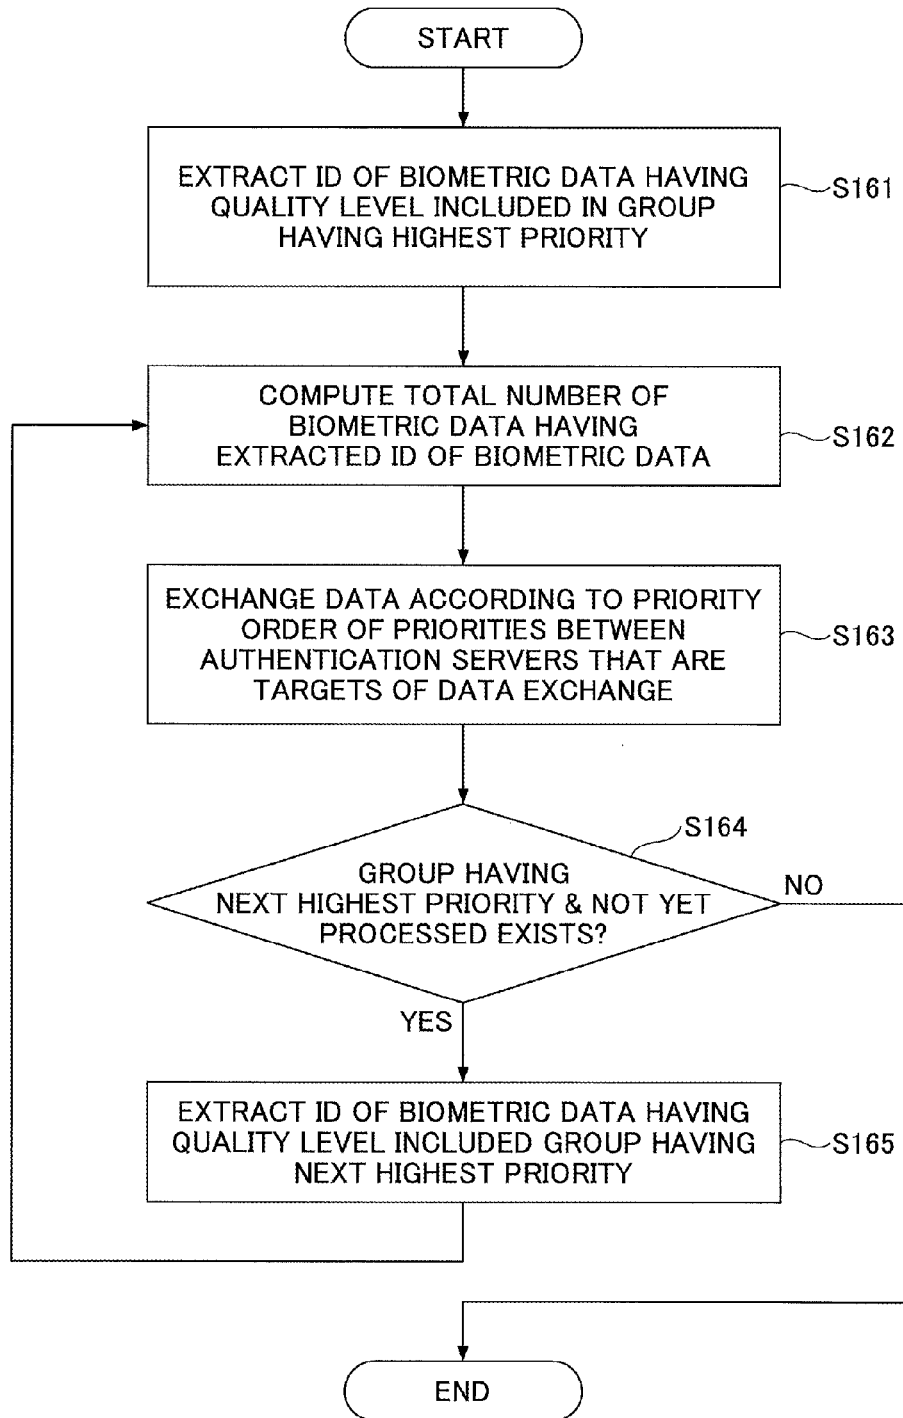 START
EXTRACT ID OF BIOMETRIC DATA HAVING
QUALITY LEVEL INCLUDED IN GROUP
HAVING HIGHEST PRIORITY
S161
COMPUTE TOTAL NUMBER OF
BIOMETRIC DATA HAVING
EXTRACTED ID OF BIOMETRIC DATA
S162
EXCHANGE DATA ACCORDING TO PRIORITY
ORDER OF PRIORITIES BETWEEN
AUTHENTICATION SERVERS THAT ARE
TARGETS OF DATA EXCHANGE
S163
S164
GROUP HAVING
NEXT HIGHEST PRIORITY & NOT YET
PROCESSED EXISTS?
NO
YES
EXTRACT ID OF BIOMETRIC DATA HAVING
QUALITY LEVEL INCLUDED GROUP HAVING
NEXT HIGHEST PRIORITY
S165
END